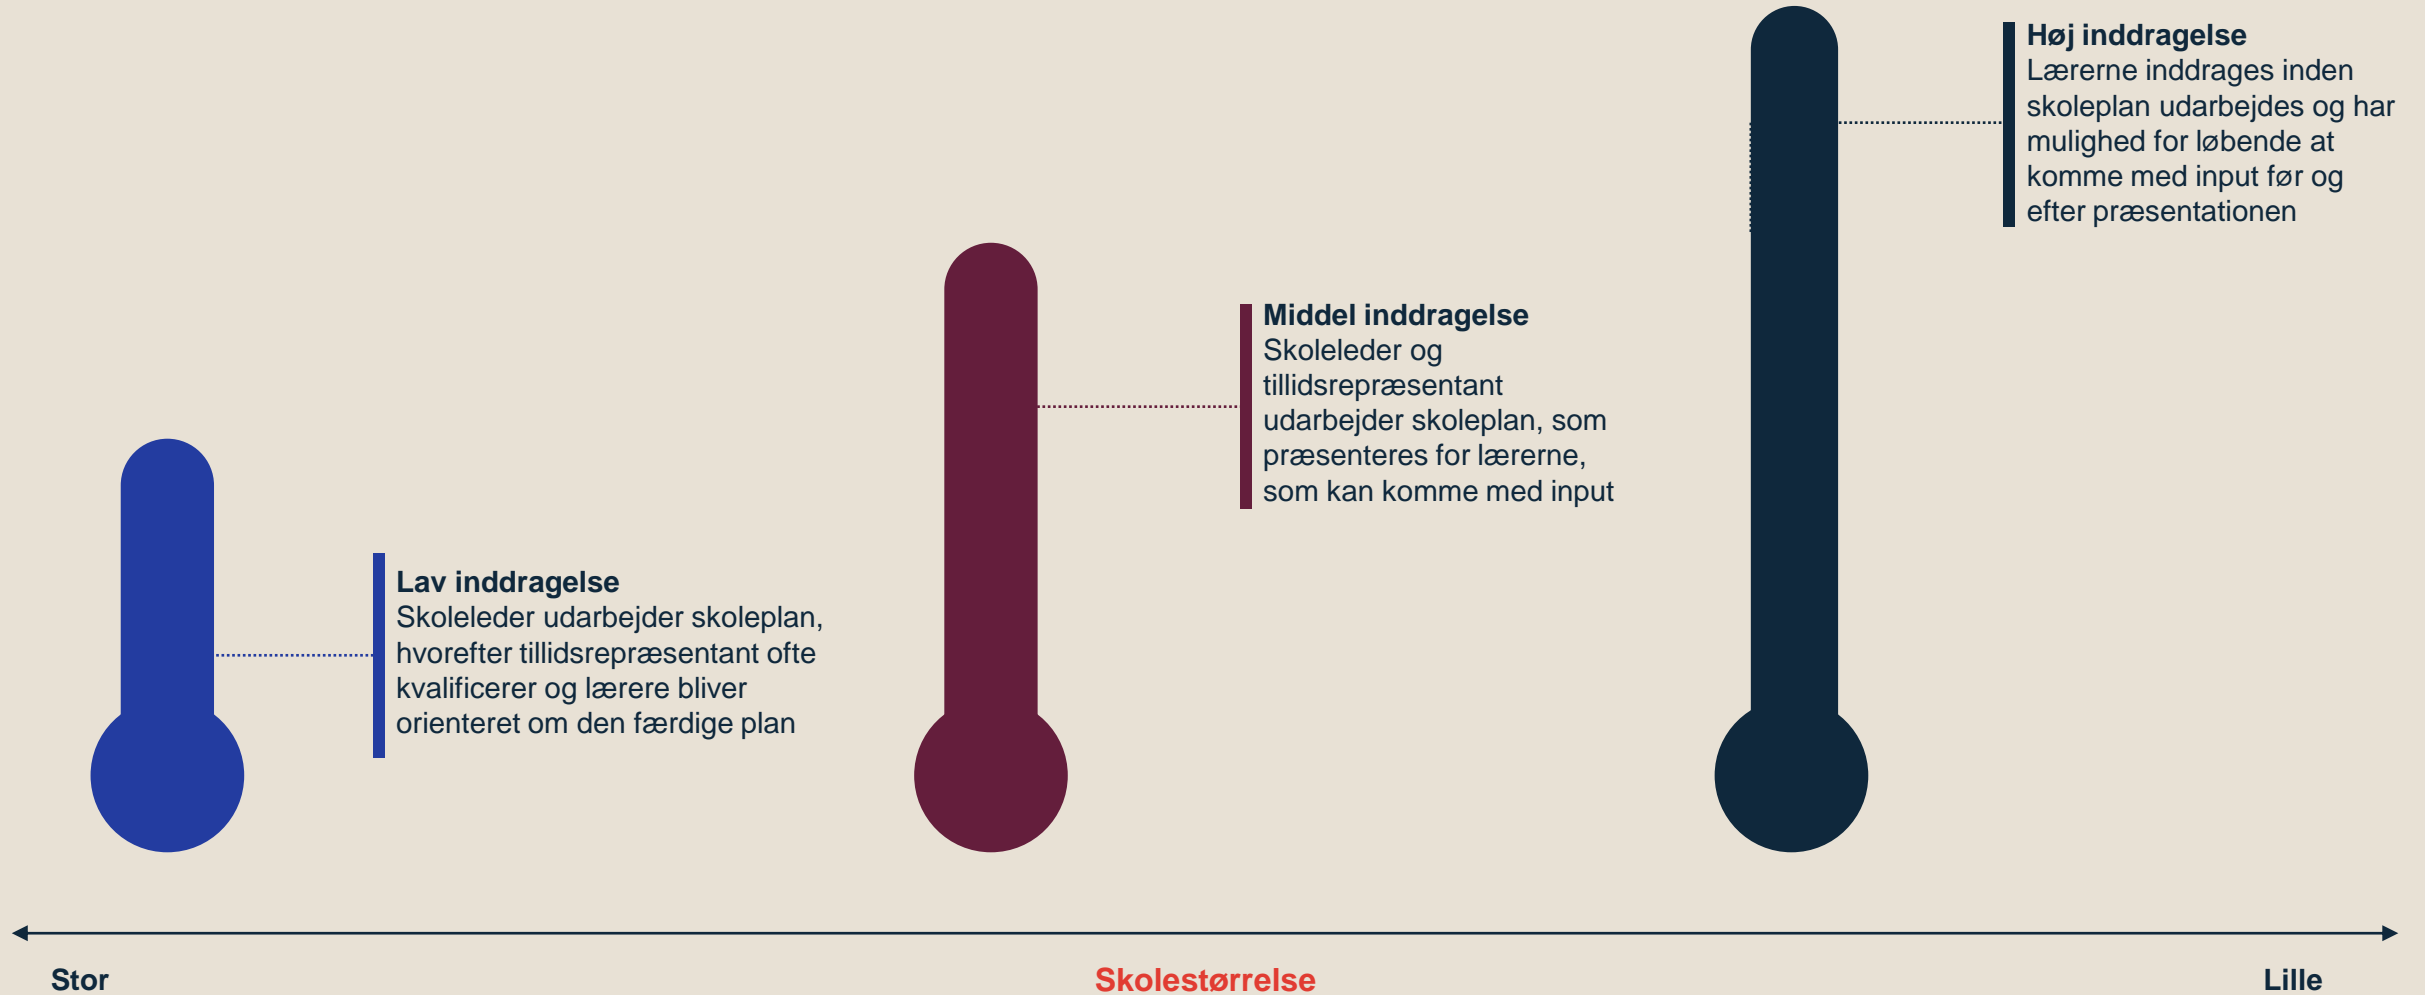 Høj inddragelse
Lærerne inddrages inden
skoleplan udarbejdes og har
mulighed for løbende at
komme med input før og
efter præsentationen
Middel inddragelse
Skoleleder og
tillidsrepræsentant
udarbejder skoleplan, som
præsenteres for lærerne,
som kan komme med input
Lav inddragelse
Skoleleder udarbejder skoleplan,
hvorefter tillidsrepræsentant ofte
kvalificerer og lærere bliver
orienteret om den færdige plan
Stor
Skolestørrelse
Lille